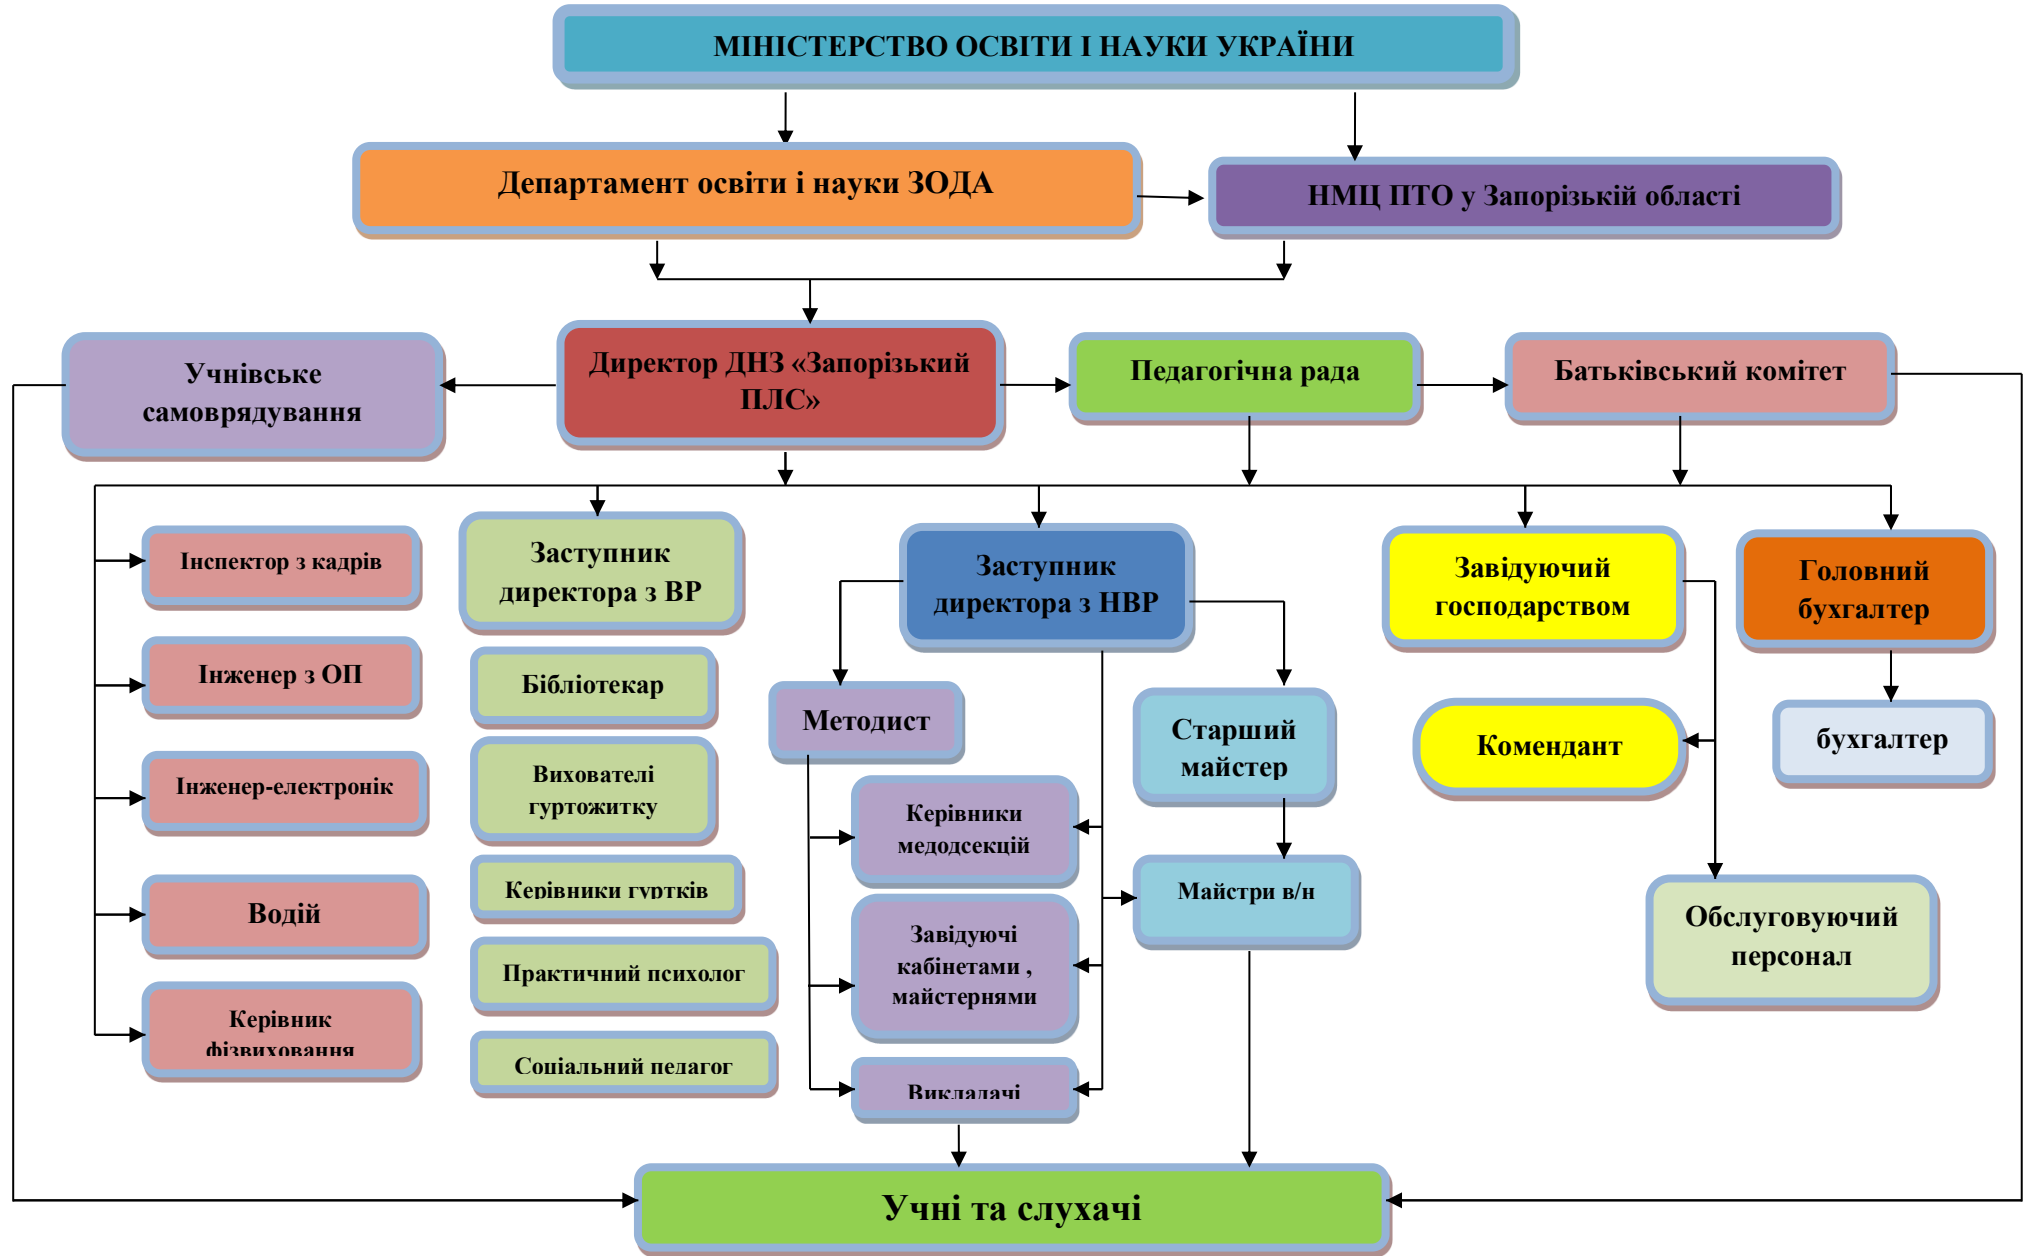 МІНІСТЕРСТВО ОСВІТИ І НАУКИ УКРАЇНИ
Департамент освіти і науки ЗОДА
НМЦ ПТО у Запорізькій області
Учнівське
самоврядування
Директор ДНЗ «Запорізький
ПЛС»
Педагогічна рада
Батьківський комітет
Інспектор з кадрів
Інженер з ОП
Інженер-електронік
Водій
Керівник
фізвиховання
Заступник
директора з ВР
Бібліотекар
Вихователі
гуртожитку
Керівники гуртків
Практичний психолог
Соціальний педагог
Заступник
директора з НВР
Методист
Керівники
медодсекцій
Завідуючі
кабінетами ,
майстернями
Викладачі
Старший
майстер
Майстри в/н
Завідуючий
господарством
Комендант
Обслуговуючий
персонал
Головний
бухгалтер
бухгалтер
Учні та слухачі